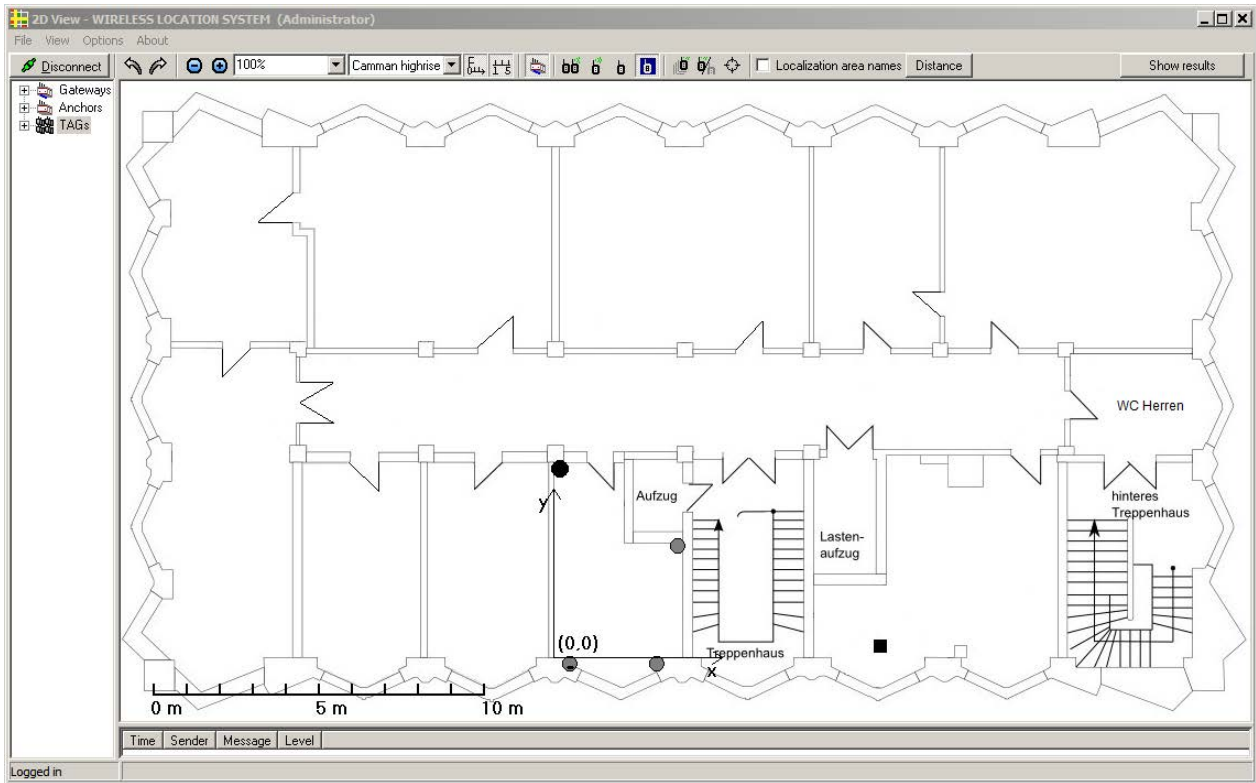 2D View - WIRELESS LOCATION SYSTEM (Administrator)
File View Options About
Disconnect 100% Camman highrise Localization area names Distance Show results
Gateways
Anchors
TAGs
WC Herren
Aufzug
hinteres
Treppenhaus
y
Lasten-
aufzug
(0,0)
Treppenhaus
x
0 m 5 m 10 m
Time Sender Message Level
Logged in